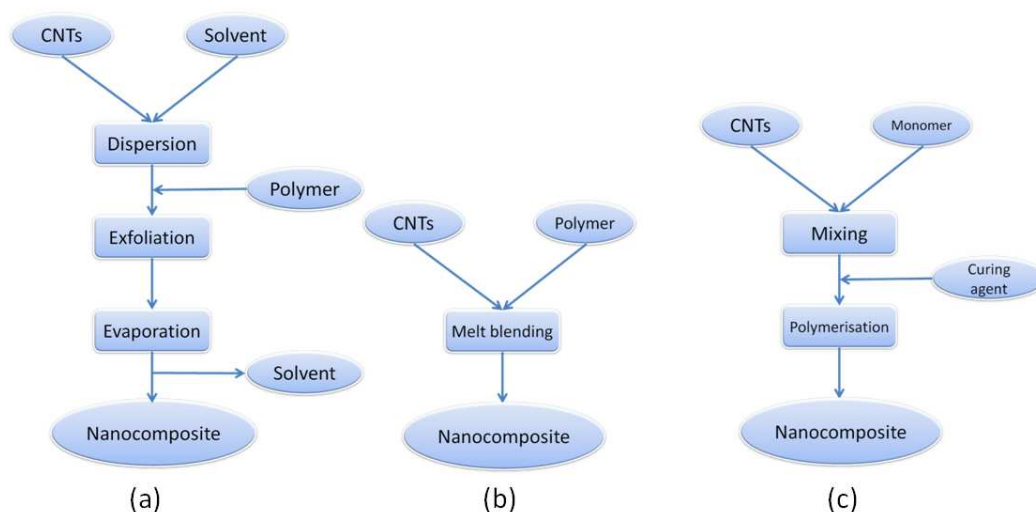 CNTs
Solvent
Dispersion
Polymer
Exfoliation
Evaporation
Solvent
Nanocomposite
(a)
CNTs
Polymer
Melt blending
Nanocomposite
(b)
CNTs
Monomer
Mixing
Curing
agent
Polymerisation
Nanocomposite
(c)